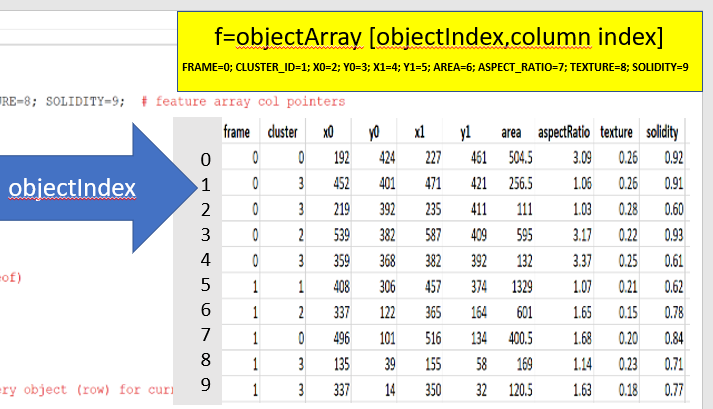 f=objectArray [objectIndex,column index]
FRAME=0; CLUSTER_ID=1; X0=2; Y0=3; X1=4; Y1=5; AREA=6; ASPECT_RATIO=7; TEXTURE=8; SOLIDITY=9
RE=8; SOLIDITY=9; # feature array col pointers
frame cluster x0 y0 x1 y1 area aspectRatio texture solidity
0 0 0 192 424 227 461 504.5 3.09 0.26 0.92
objectIndex
1 0 3 452 401 471 421 256.5 1.06 0.26 0.91
2 0 3 219 392 235 411 111 1.03 0.28 0.60
3 0 2 539 382 587 409 595 3.17 0.22 0.93
4 0 3 359 368 382 392 132 3.37 0.25 0.61
eof)
5 1 1 408 306 457 374 1329 1.07 0.21 0.62
6 1 2 337 122 365 164 601 1.65 0.15 0.78
7 1 0 496 101 516 134 400.5 1.68 0.20 0.84
8 1 3 135 39 155 58 169 1.14 0.23 0.71
ery object (row) for curr
9 1 3 337 14 350 32 120.5 1.63 0.18 0.77